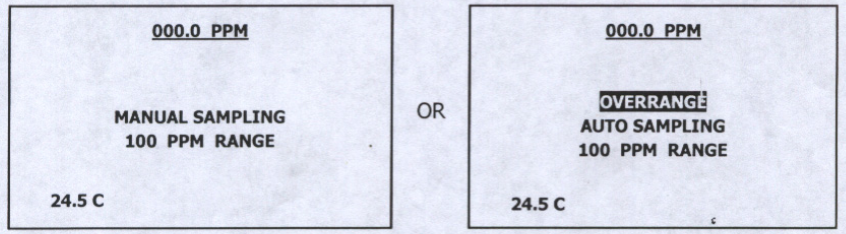 000.0 PPM
MANUAL SAMPLING
100 PPM RANGE
24.5 C
OR
000.0 PPM
OVERRANGE
AUTO SAMPLING
100 PPM RANGE
24.5 C